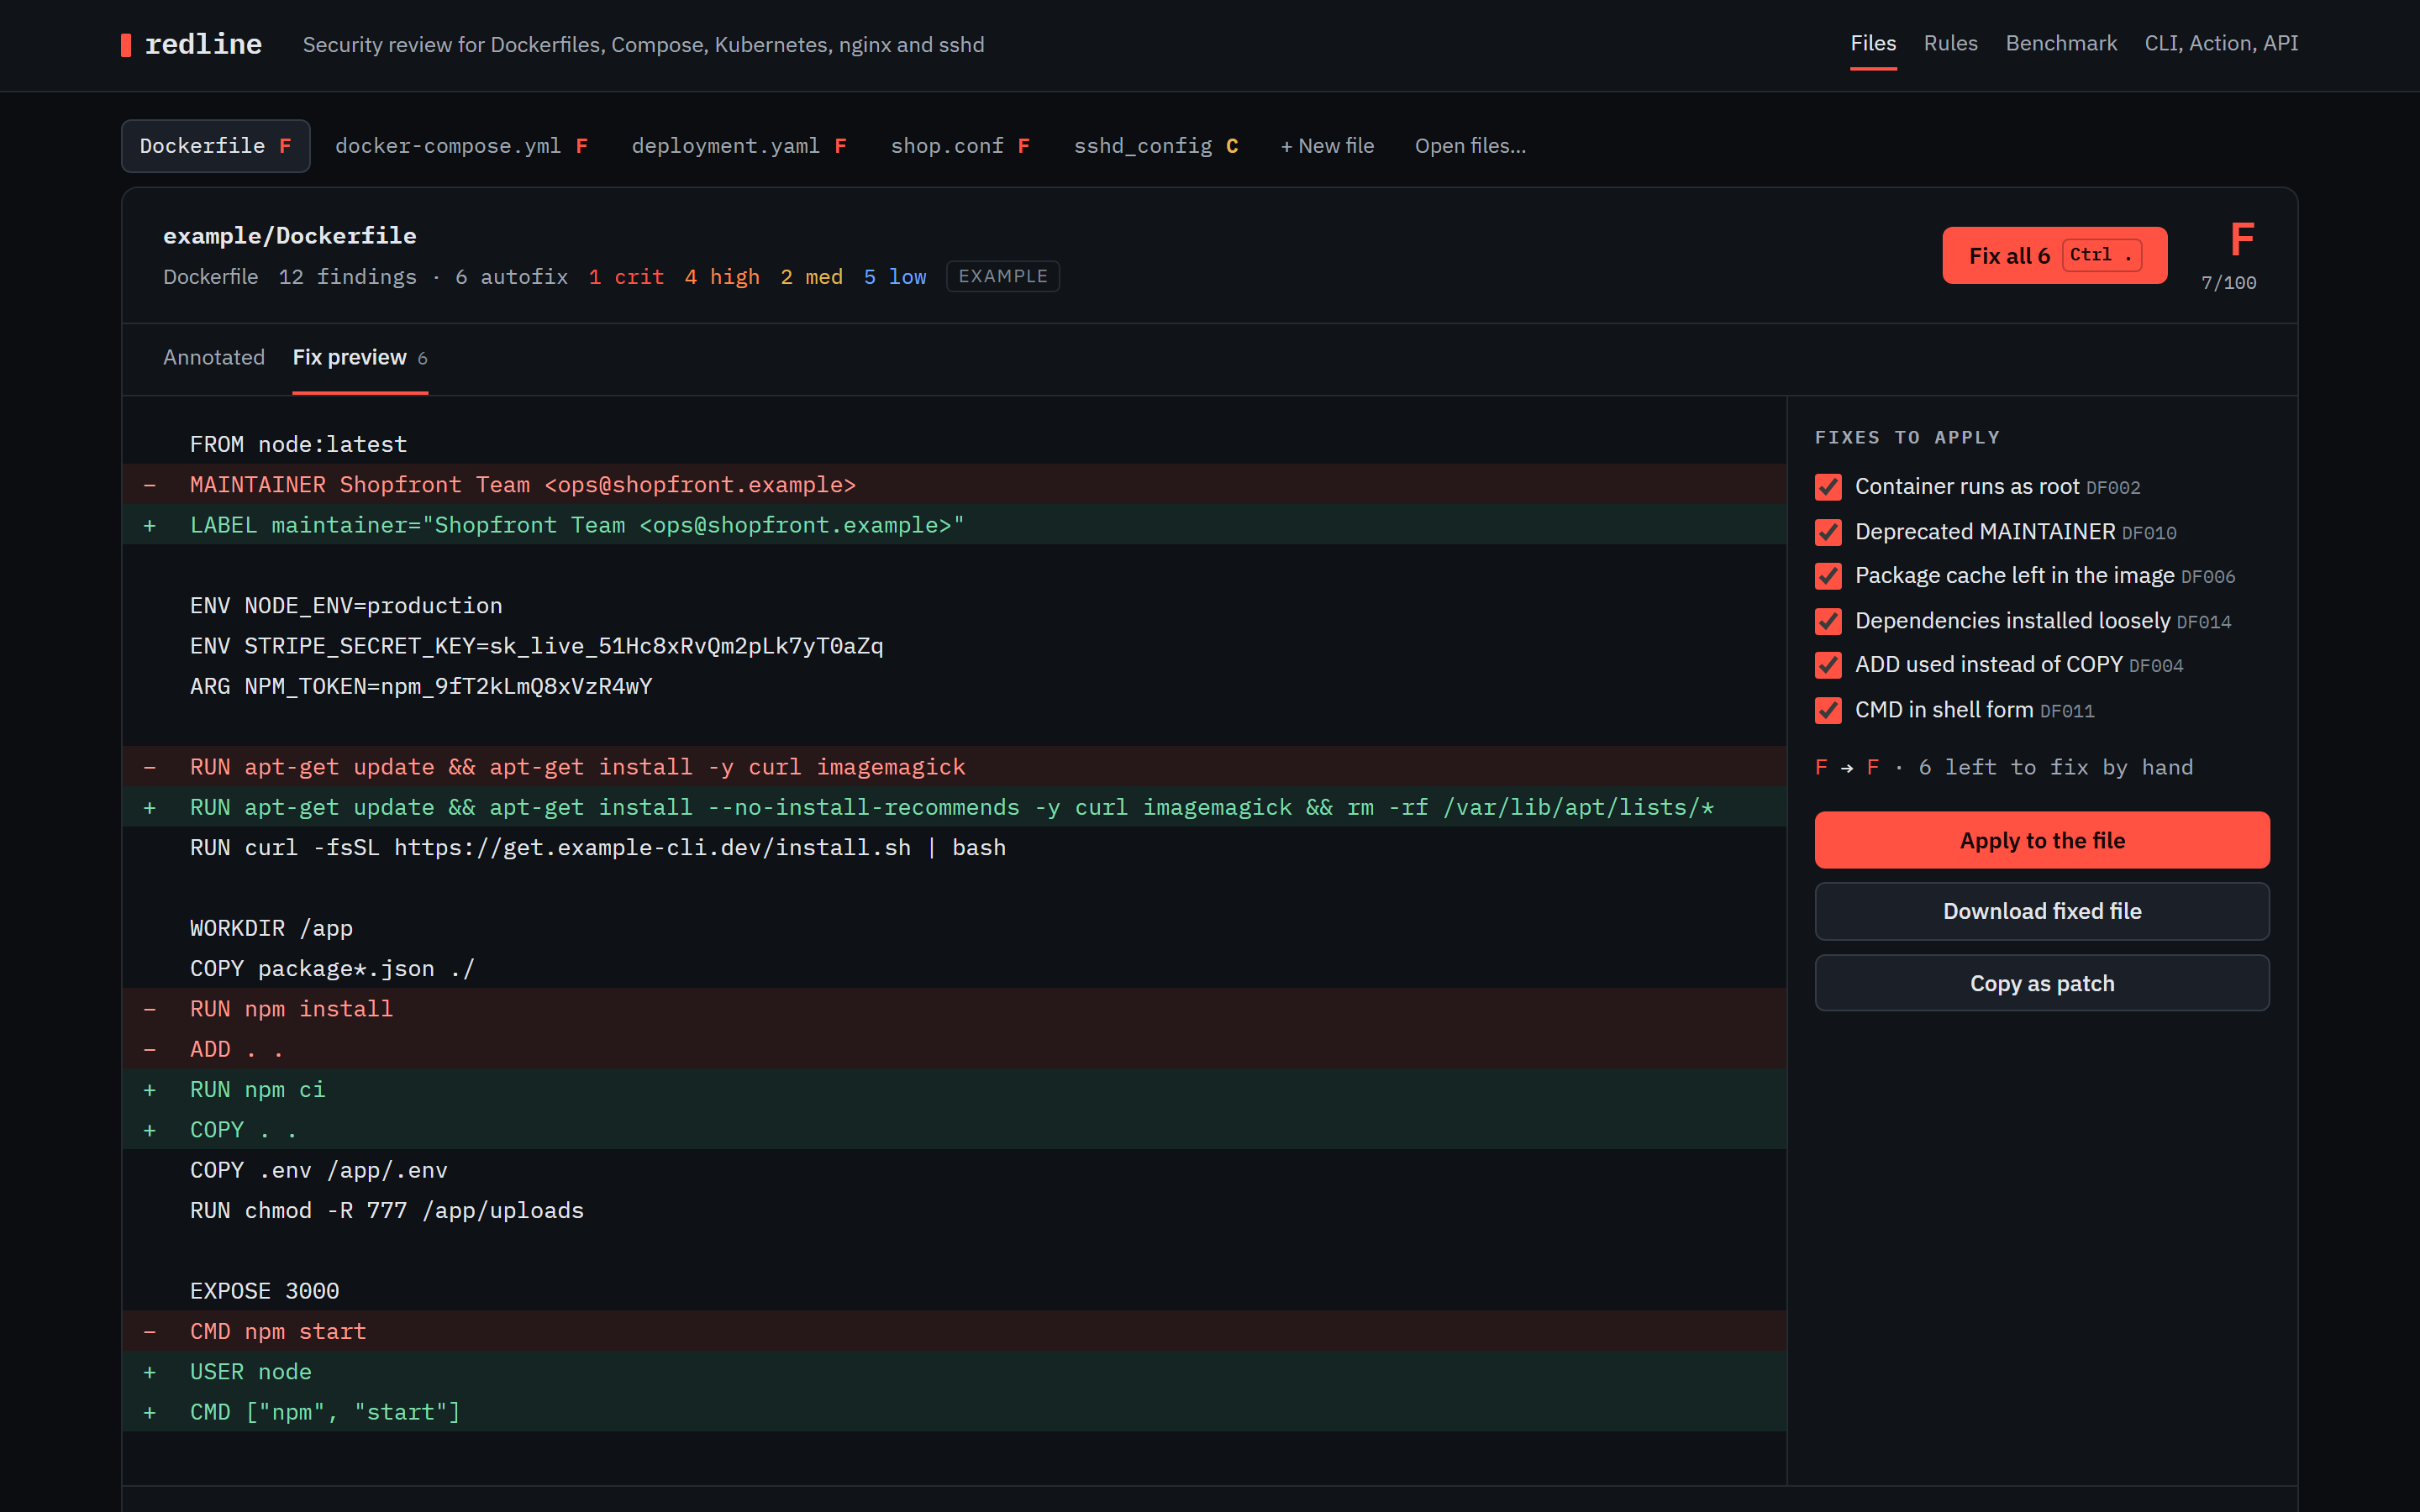 redline Security review for Dockerfiles, Compose, Kubernetes, nginx and sshd Files Rules Benchmark CLI, Action, API
Dockerfile F docker-compose.yml F deployment.yaml F shop.conf F sshd_config C + New file Open files...
example/Dockerfile
Dockerfile 12 findings · 6 autofix 1 crit 4 high 2 med 5 low EXAMPLE
Fix all 6 Ctrl .
F
7/100
Annotated Fix preview 6
FROM node:latest
− MAINTAINER Shopfront Team <ops@shopfront.example>
+ LABEL maintainer="Shopfront Team <ops@shopfront.example>"
ENV NODE_ENV=production
ENV STRIPE_SECRET_KEY=sk_live_51Hc8xRvQm2pLk7yT0aZq
ARG NPM_TOKEN=npm_9fT2kLmQ8xVzR4wY
− RUN apt-get update && apt-get install -y curl imagemagick
+ RUN apt-get update && apt-get install --no-install-recommends -y curl imagemagick && rm -rf /var/lib/apt/lists/*
RUN curl -fsSL https://get.example-cli.dev/install.sh | bash
WORKDIR /app
COPY package*.json ./
− RUN npm install
− ADD . .
+ RUN npm ci
+ COPY . .
COPY .env /app/.env
RUN chmod -R 777 /app/uploads
EXPOSE 3000
− CMD npm start
+ USER node
+ CMD ["npm", "start"]
FIXES TO APPLY
Container runs as root DF002
Deprecated MAINTAINER DF010
Package cache left in the image DF006
Dependencies installed loosely DF014
ADD used instead of COPY DF004
CMD in shell form DF011
F → F · 6 left to fix by hand
Apply to the file
Download fixed file
Copy as patch